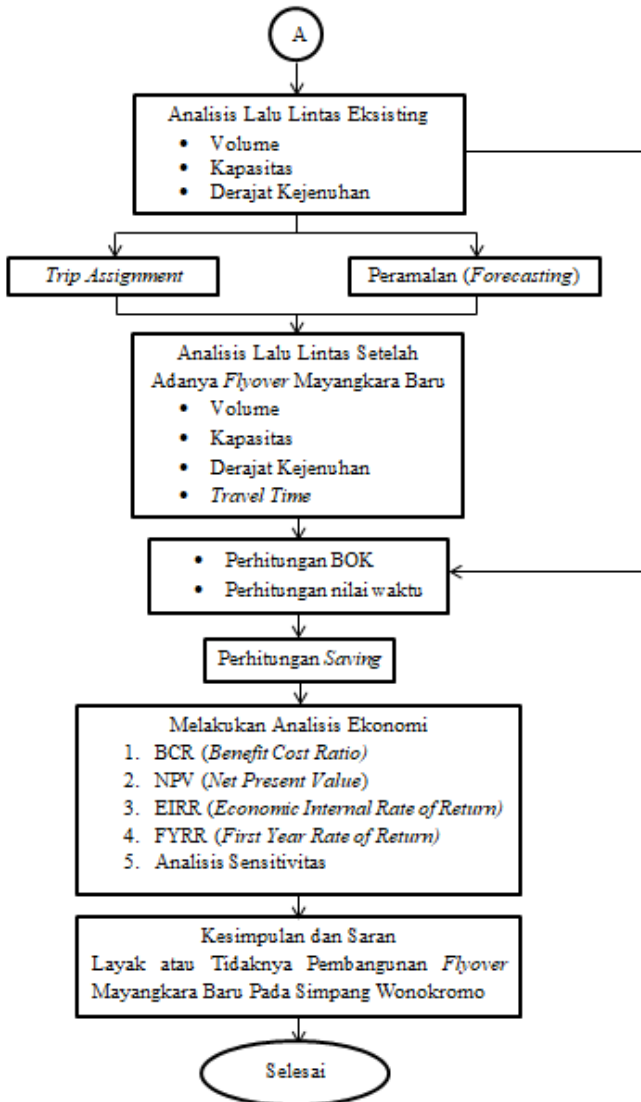 A
Analisis Lalu Lintas Eksisting
• Volume
• Kapasitas
• Derajat Kejenuhan
Trip Assignment
Peramalan (Forecasting)
Analisis Lalu Lintas Setelah
Adanya Flyover Mayangkara Baru
• Volume
• Kapasitas
• Derajat Kejenuhan
• Travel Time
• Perhitungan BOK
• Perhitungan nilai waktu
Perhitungan Saving
Melakukan Analisis Ekonomi
1. BCR (Benefit Cost Ratio)
2. NPV (Net Present Value)
3. EIRR (Economic Internal Rate of Return)
4. FYRR (First Year Rate of Return)
5. Analisis Sensitivitas
Kesimpulan dan Saran
Layak atau Tidaknya Pembangunan Flyover
Mayangkara Baru Pada Simpang Wonokromo
Selesai